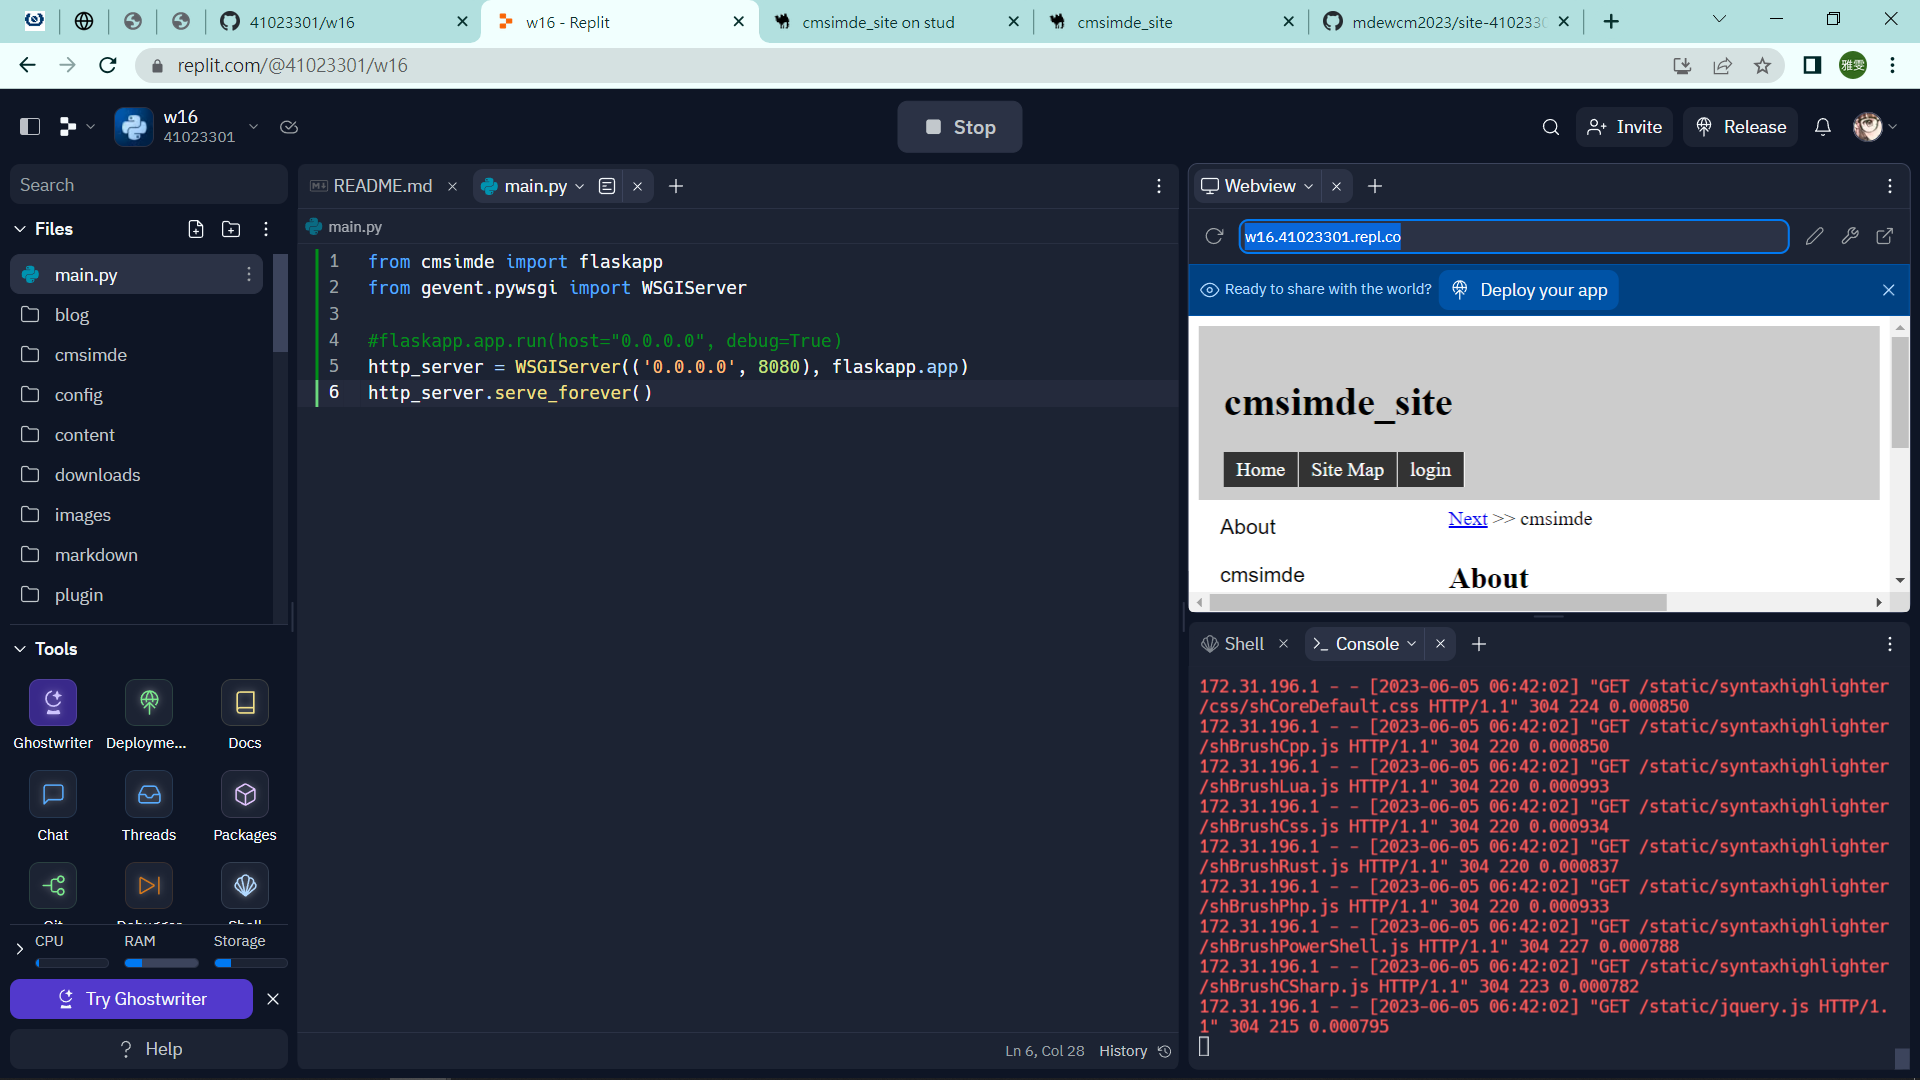 41023301/w16
w16 - Replit
cmsimde_site on stud
cmsimde_site
mdewcm2023/site-4102330
replit.com/@41023301/w16
雅雯
w16
41023301
Stop
Invite
Release
Search
README.md
main.py
Webview
Files
main.py
w16.41023301.repl.co
main.py
blog
cmsimde
config
content
downloads
images
markdown
plugin
1 from cmsimde import flaskapp
2 from gevent.pywsgi import WSGIServer
3
4 #flaskapp.app.run(host="0.0.0.0", debug=True)
5 http_server = WSGIServer(('0.0.0.0', 8080), flaskapp.app)
6 http_server.serve_forever()
Ready to share with the world?
Deploy your app
cmsimde_site
Home
Site Map
login
About
cmsimde
Next >> cmsimde
About
Tools
Ghostwriter
Deployme...
Docs
Chat
Threads
Packages
Git
Debugger
Shell
CPU
RAM
Storage
Try Ghostwriter
? Help
Ln 6, Col 28
History
Shell
Console
172.31.196.1 - - [2023-06-05 06:42:02] "GET /static/syntaxhighlighter
/css/shCoreDefault.css HTTP/1.1" 304 224 0.000850
172.31.196.1 - - [2023-06-05 06:42:02] "GET /static/syntaxhighlighter
/shBrushCpp.js HTTP/1.1" 304 220 0.000850
172.31.196.1 - - [2023-06-05 06:42:02] "GET /static/syntaxhighlighter
/shBrushLua.js HTTP/1.1" 304 220 0.000993
172.31.196.1 - - [2023-06-05 06:42:02] "GET /static/syntaxhighlighter
/shBrushCss.js HTTP/1.1" 304 220 0.000934
172.31.196.1 - - [2023-06-05 06:42:02] "GET /static/syntaxhighlighter
/shBrushRust.js HTTP/1.1" 304 220 0.000837
172.31.196.1 - - [2023-06-05 06:42:02] "GET /static/syntaxhighlighter
/shBrushPhp.js HTTP/1.1" 304 220 0.000933
172.31.196.1 - - [2023-06-05 06:42:02] "GET /static/syntaxhighlighter
/shBrushPowerShell.js HTTP/1.1" 304 227 0.000788
172.31.196.1 - - [2023-06-05 06:42:02] "GET /static/syntaxhighlighter
/shBrushCSharp.js HTTP/1.1" 304 223 0.000782
172.31.196.1 - - [2023-06-05 06:42:02] "GET /static/jquery.js HTTP/1.
1" 304 215 0.000795